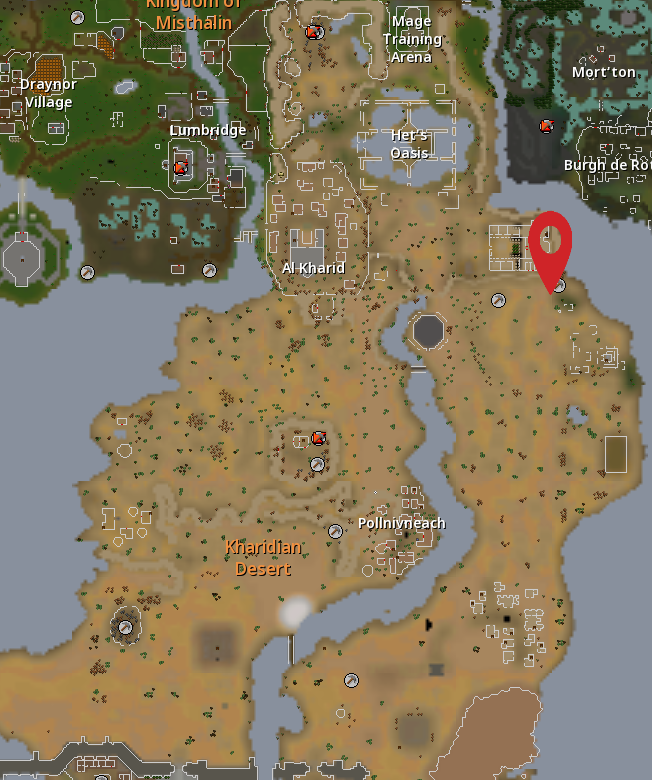 Kingdom of
Misthalin
Mage
Training
Arena
Mort'ton
Draynor
Village
Lumbridge
Het's
Oasis
Burgh de Ro
Al Kharid
Pollnivneach
Kharidian
Desert